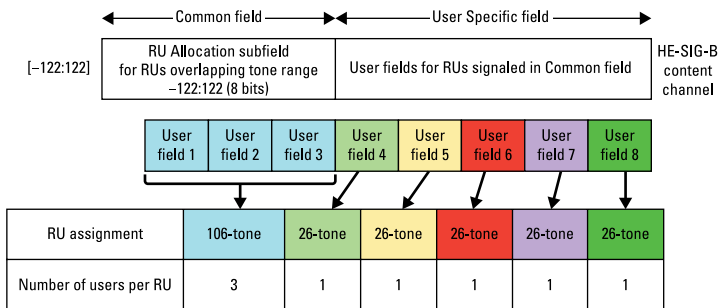 Common field
User Specific field
[–122:122]
RU Allocation subfield
for RUs overlapping tone range
–122:122 (8 bits)
User fields for RUs signaled in Common field
HE-SIG-B
content
channel
User
field 1
User
field 2
User
field 3
User
field 4
User
field 5
User
field 6
User
field 7
User
field 8
RU assignment
106-tone
26-tone
26-tone
26-tone
26-tone
26-tone
Number of users per RU
3
1
1
1
1
1